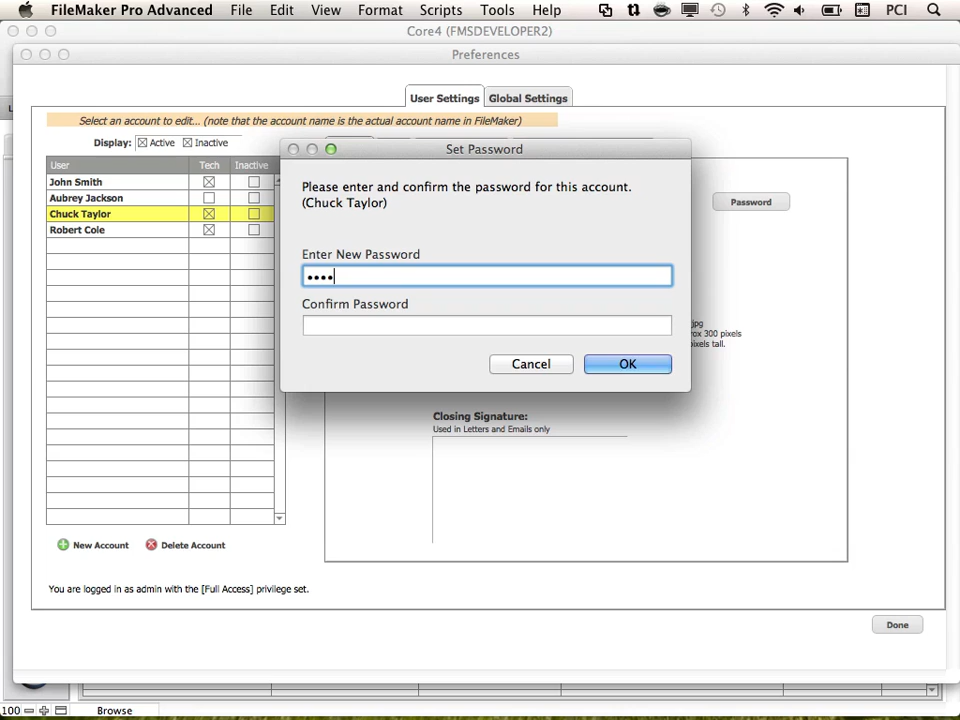 FileMaker Pro Advanced File Edit View Format Scripts Tools Help PCI
Core4 (FMSDEVELOPER2)
Preferences
User Settings Global Settings
Select an account to edit... (note that the account name is the actual account name in FileMaker)
Display: Active Inactive
User Tech Inactive
John Smith
Aubrey Jackson
Chuck Taylor
Robert Cole
Set Password
Please enter and confirm the password for this account.
(Chuck Taylor)
Enter New Password
••••
Confirm Password
Cancel OK
Password
jpg
rox 300 pixels
pixels tall.
Closing Signature:
Used in Letters and Emails only
New Account Delete Account
You are logged in as admin with the [Full Access] privilege set.
Done
100 Browse